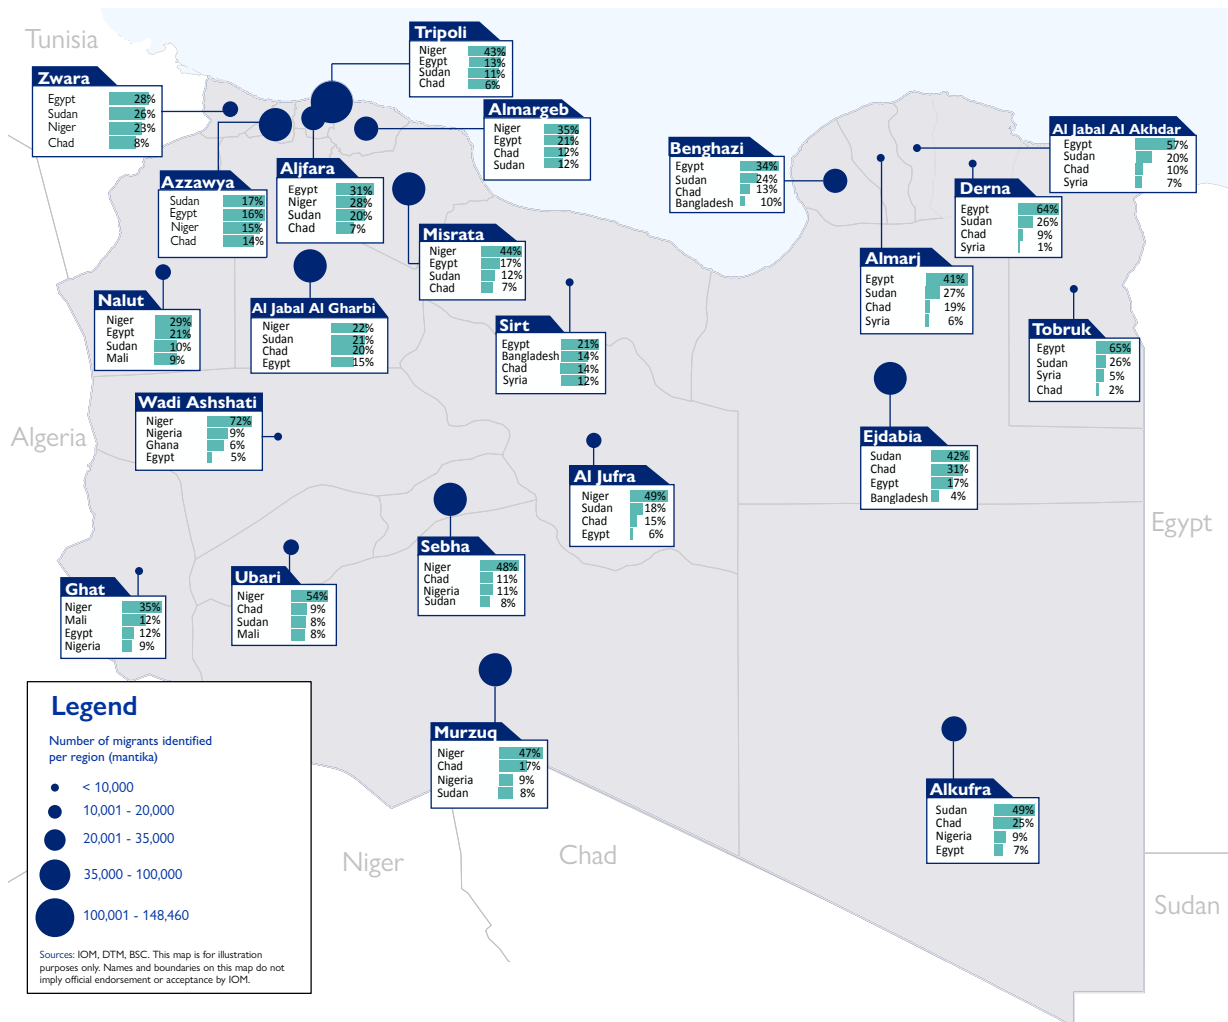 Tunisia
Tripoli
Niger 43%
Egypt 13%
Sudan 11%
Chad 6%
Zwara
Egypt 28%
Sudan 26%
Niger 23%
Chad 8%
Almargeb
Niger 35%
Egypt 21%
Chad 12%
Sudan 12%
Al Jabal Al Akhdar
Egypt 57%
Sudan 20%
Chad 10%
Syria 7%
Benghazi
Egypt 34%
Sudan 24%
Chad 13%
Bangladesh 10%
Azzawya
Sudan 17%
Egypt 16%
Niger 15%
Chad 14%
Aljfara
Egypt 31%
Niger 28%
Sudan 20%
Chad 7%
Derna
Egypt 64%
Sudan 26%
Chad 9%
Syria 1%
Misrata
Niger 44%
Egypt 17%
Sudan 12%
Chad 7%
Almarj
Egypt 41%
Sudan 27%
Chad 19%
Syria 6%
Nalut
Niger 29%
Egypt 21%
Sudan 10%
Mali 9%
Al Jabal Al Gharbi
Niger 22%
Sudan 21%
Chad 20%
Egypt 15%
Sirt
Egypt 21%
Bangladesh 14%
Chad 14%
Syria 12%
Tobruk
Egypt 65%
Sudan 26%
Syria 5%
Chad 2%
Wadi Ashshati
Niger 72%
Nigeria 9%
Ghana 6%
Egypt 5%
Algeria
Ejdabia
Sudan 42%
Chad 31%
Egypt 17%
Bangladesh 4%
Al Jufra
Niger 49%
Sudan 18%
Chad 15%
Egypt 6%
Egypt
Sebha
Niger 48%
Chad 11%
Nigeria 11%
Sudan 8%
Ubari
Niger 54%
Chad 9%
Sudan 8%
Mali 8%
Ghat
Niger 35%
Mali 12%
Egypt 12%
Nigeria 9%
Murzuq
Niger 47%
Chad 17%
Nigeria 9%
Sudan 8%
Alkufra
Sudan 49%
Chad 25%
Nigeria 9%
Egypt 7%
Niger
Chad
Sudan
Legend
Number of migrants identified
per region (mantika)
< 10,000
10,001 - 20,000
20,001 - 35,000
35,000 - 100,000
100,001 - 148,460
Sources: IOM, DTM, BSC. This map is for illustration
purposes only. Names and boundaries on this map do not
imply official endorsement or acceptance by IOM.